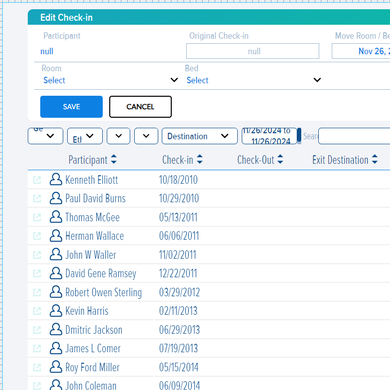 Edit Check-in
Participant Original Check-in Move Room / Be
null null Nov 26, 2
Room Bed
Select Select
SAVE CANCEL
Destination 11/26/2024 to 11/26/2024 Sear
Participant Check-in Check-Out Exit Destination
Kenneth Elliott 10/18/2010
Paul David Burns 10/29/2010
Thomas McGee 05/13/2011
Herman Wallace 06/06/2011
John W Waller 11/02/2011
David Gene Ramsey 12/22/2011
Robert Owen Sterling 03/29/2012
Kevin Harris 02/11/2013
Dmitric Jackson 06/29/2013
James L Comer 07/19/2013
Roy Ford Miller 05/15/2014
John Coleman 06/09/2014